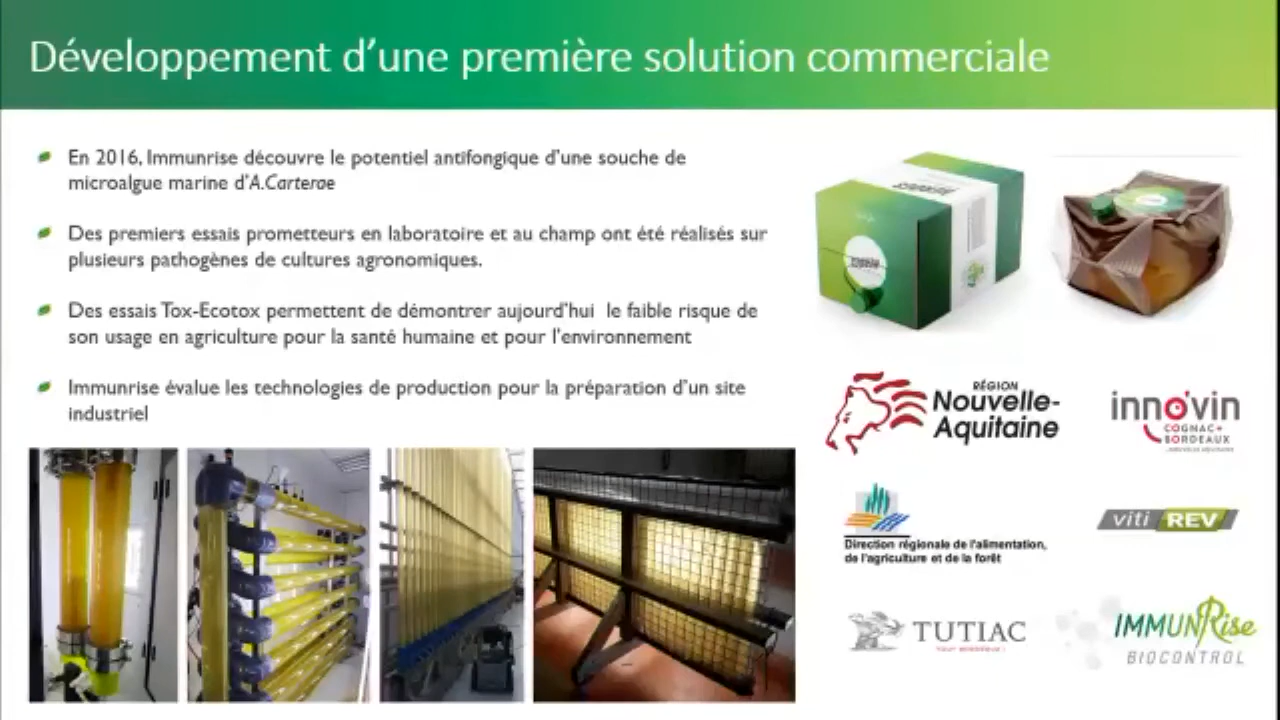 Développement d'une première solution commerciale
En 2016, Immunrise découvre le potentiel antifongique d'une souche de
microalgue marine d'A.Carterae
Des premiers essais prometteurs en laboratoire et au champ ont été réalisés sur
plusieurs pathogènes de cultures agronomiques.
Des essais Tox-Ecotox permettent de démontrer aujourd'hui le faible risque de
son usage en agriculture pour la santé humaine et pour l'environnement
Immunrise évalue les technologies de production pour la préparation d'un site
industriel
RÉGION
Nouvelle-
Aquitaine
inno'vin
COGNAC+
BORDEAUX
Direction régionale de l'alimentation,
de l'agriculture et de la forêt
viti REV
TUTIAC
IMMUNRise
BIOCONTROL